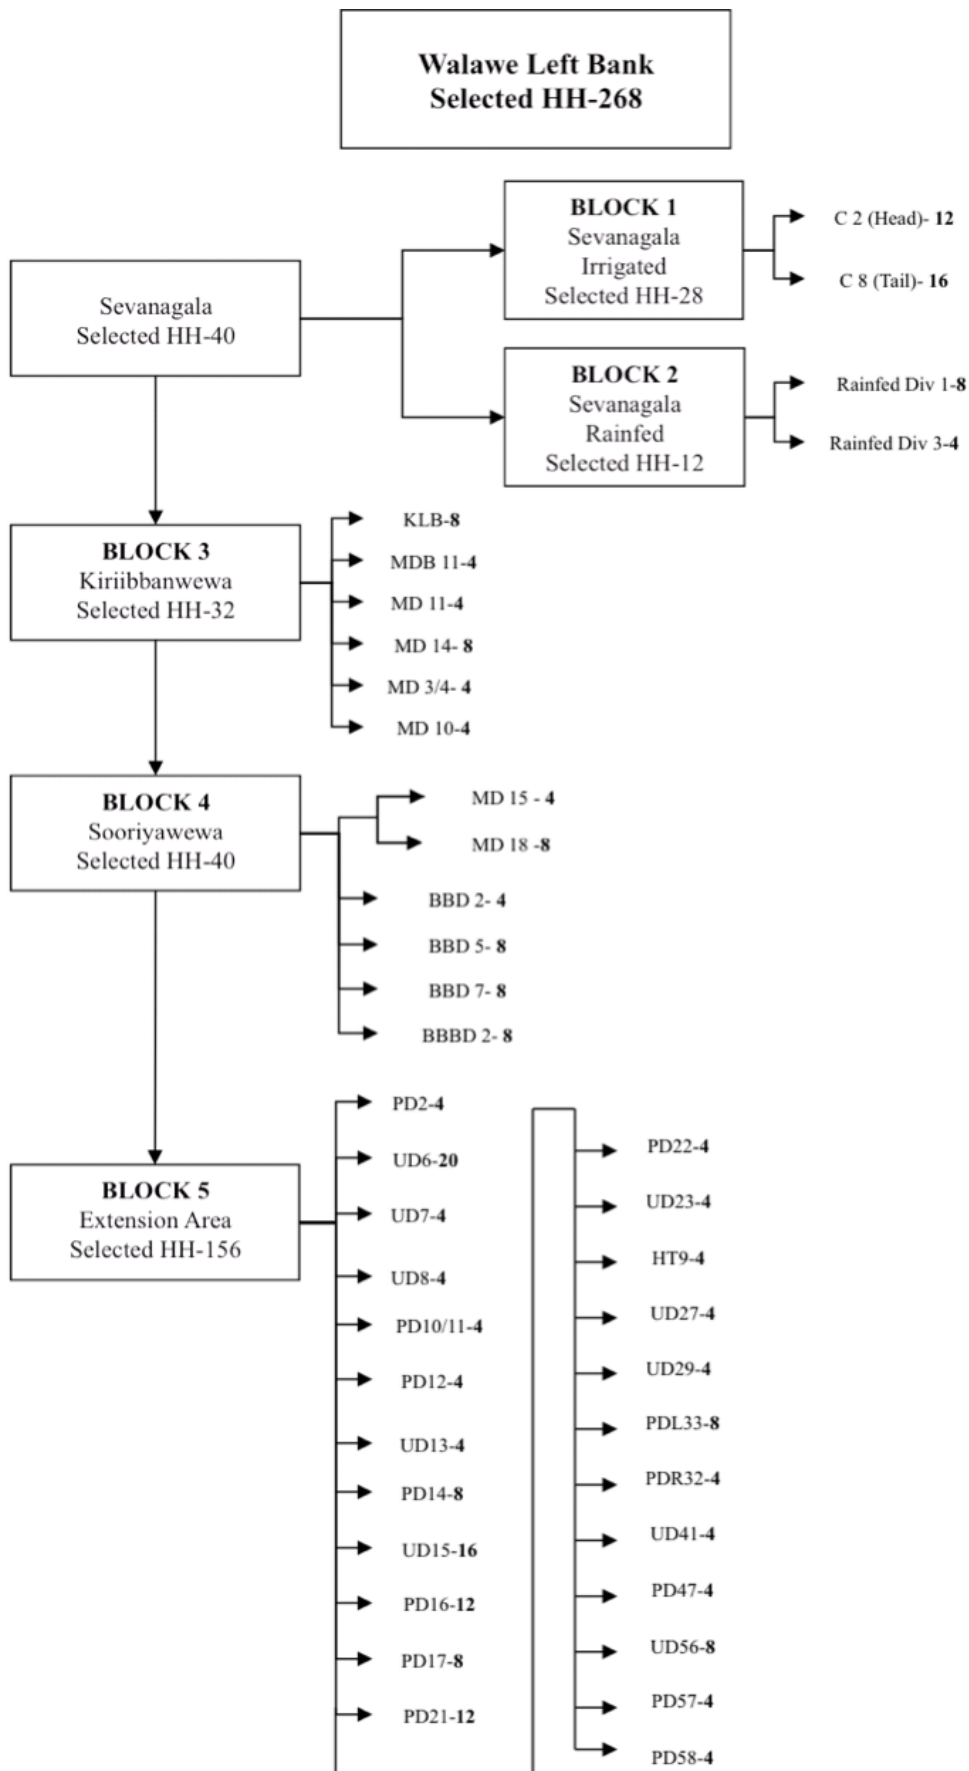 Walawe Left Bank
Selected HH-268
Sevanagala
Selected HH-40
BLOCK 1
Sevanagala
Irrigated
Selected HH-28
C 2 (Head)- 12
C 8 (Tail)- 16
BLOCK 2
Sevanagala
Rainfed
Selected HH-12
Rainfed Div 1-8
Rainfed Div 3-4
BLOCK 3
Kiriibbanwewa
Selected HH-32
KLB-8
MDB 11-4
MD 11-4
MD 14- 8
MD 3/4- 4
MD 10-4
BLOCK 4
Sooriyawewa
Selected HH-40
MD 15 - 4
MD 18 -8
BBD 2- 4
BBD 5- 8
BBD 7- 8
BBBD 2- 8
BLOCK 5
Extension Area
Selected HH-156
PD2-4
UD6-20
UD7-4
UD8-4
PD10/11-4
PD12-4
UD13-4
PD14-8
UD15-16
PD16-12
PD17-8
PD21-12
PD22-4
UD23-4
HT9-4
UD27-4
UD29-4
PDL33-8
PDR32-4
UD41-4
PD47-4
UD56-8
PD57-4
PD58-4